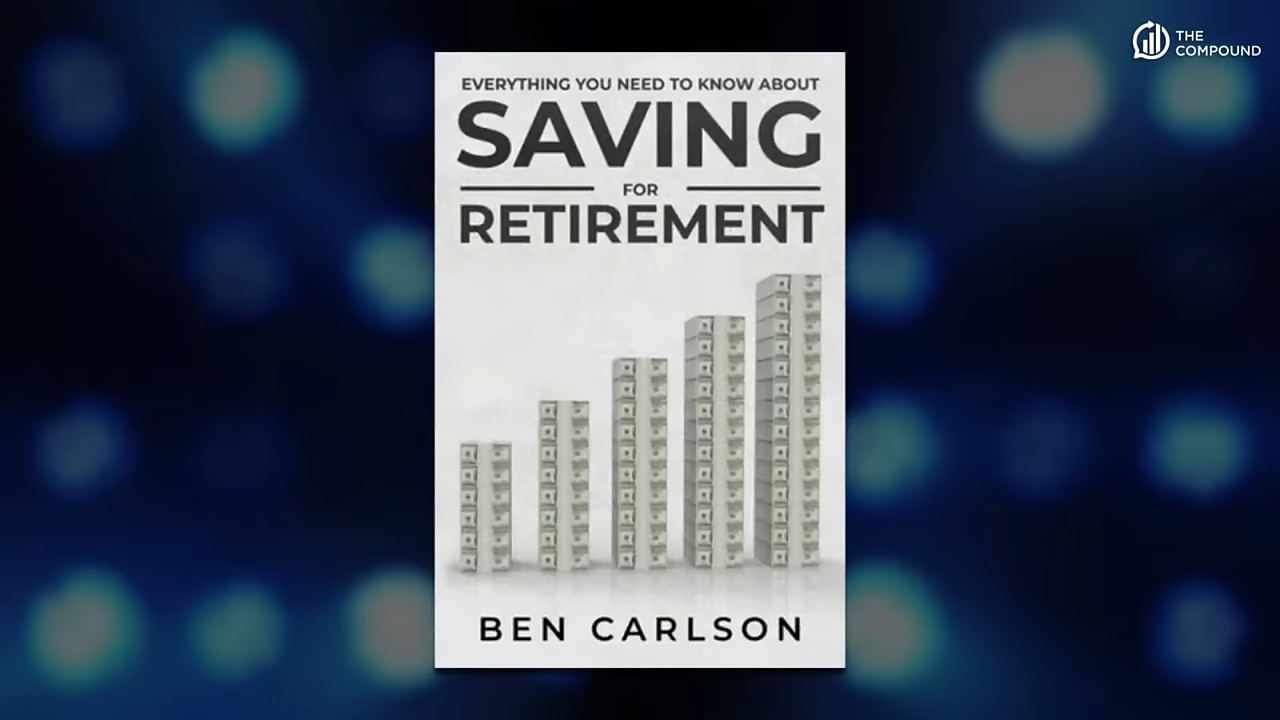 THE
COMPOUND
EVERYTHING YOU NEED TO KNOW ABOUT
SAVING
FOR
RETIREMENT
BEN CARLSON